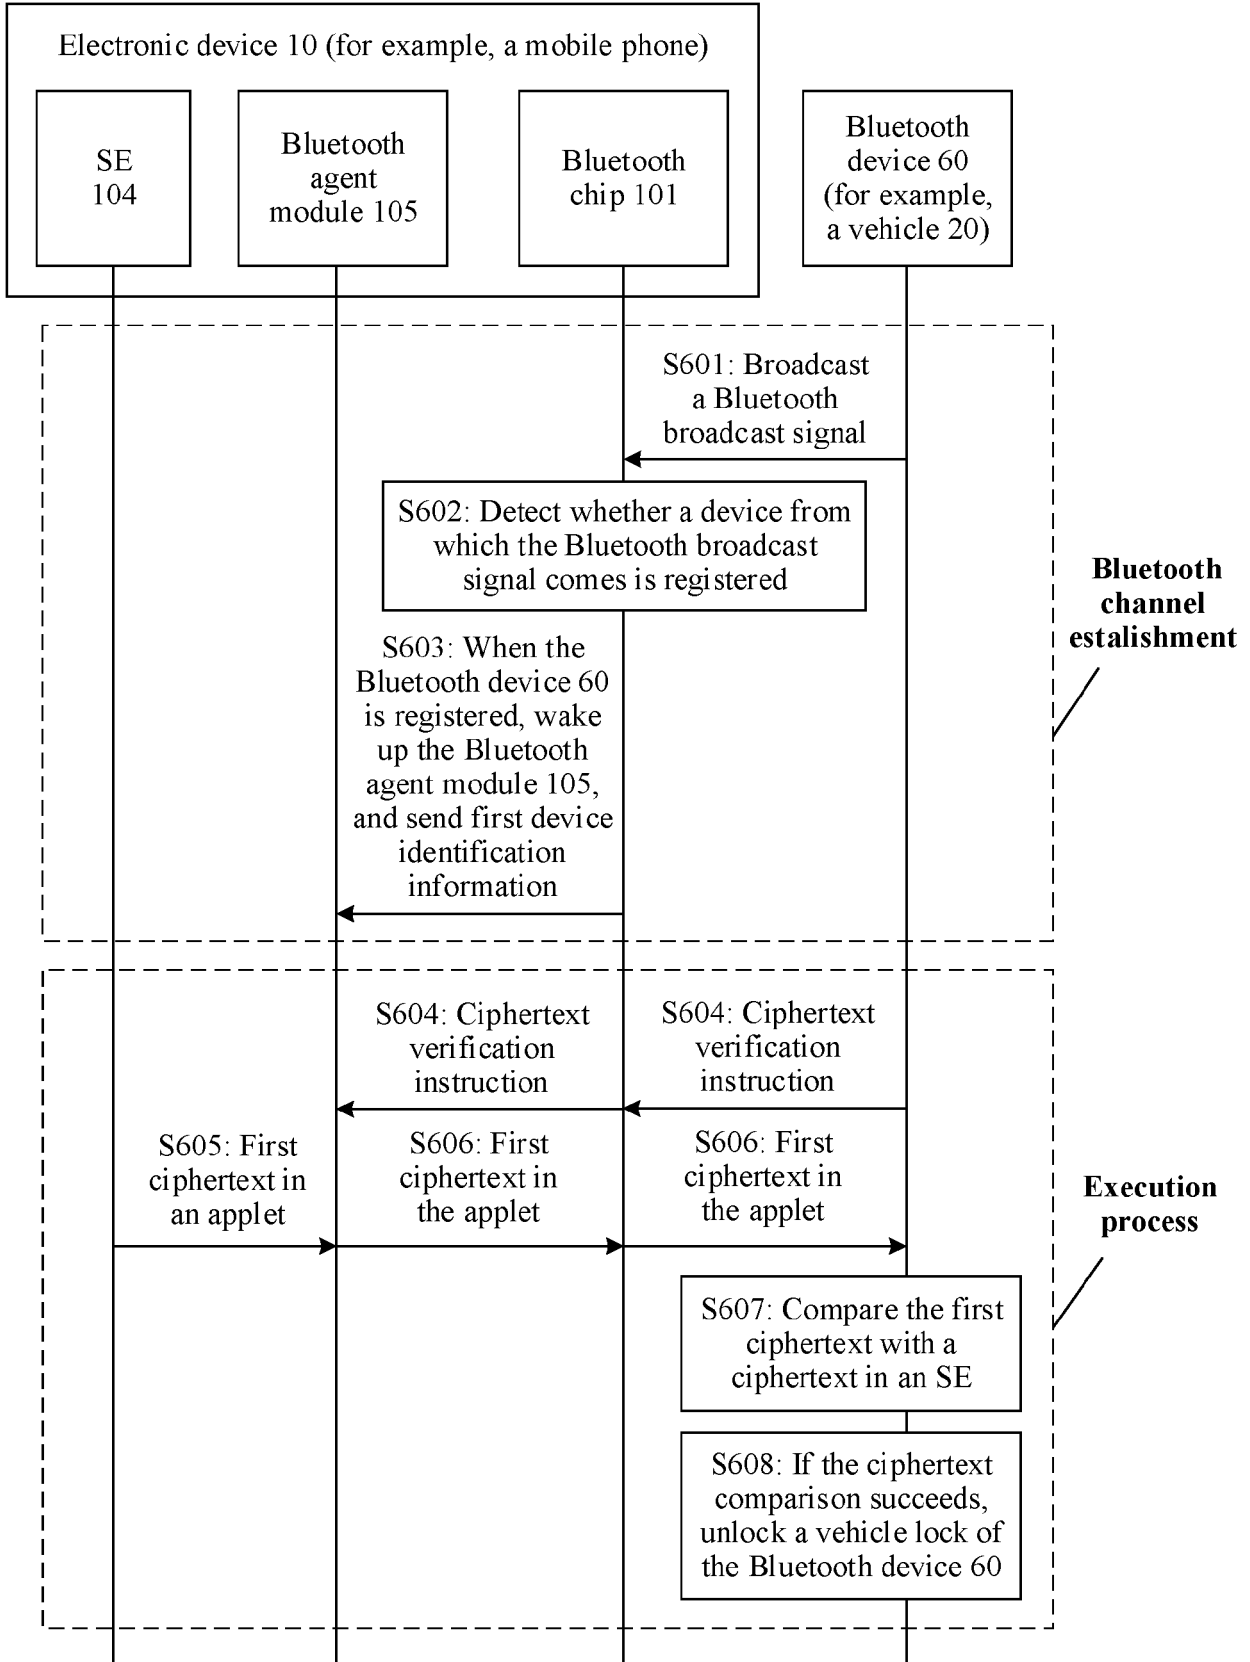 Electronic device 10 (for example, a mobile phone)
SE
104
Bluetooth
agent
module 105
Bluetooth
chip 101
Bluetooth
device 60
(for example,
a vehicle 20)
S601: Broadcast
a Bluetooth
broadcast signal
S602: Detect whether a device from
which the Bluetooth broadcast
signal comes is registered
S603: When the
Bluetooth device 60
is registered, wake
up the Bluetooth
agent module 105,
and send first device
identification
information
Bluetooth
channel
estalishment
S604: Ciphertext
verification
instruction
S604: Ciphertext
verification
instruction
S605: First
ciphertext in
an applet
S606: First
ciphertext in
the applet
S606: First
ciphertext in
the applet
Execution
process
S607: Compare the first
ciphertext with a
ciphertext in an SE
S608: If the ciphertext
comparison succeeds,
unlock a vehicle lock of
the Bluetooth device 60